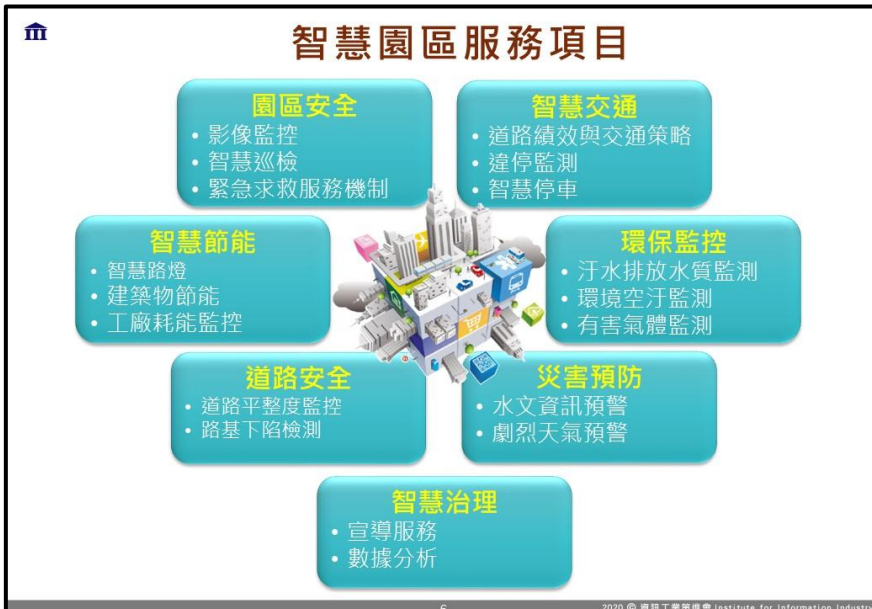 智慧園區服務項目
園區安全
• 影像監控
• 智慧巡檢
• 緊急求救服務機制
智慧交通
• 道路績效與交通策略
• 違停監測
• 智慧停車
智慧節能
• 智慧路燈
• 建築物節能
• 工廠耗能監控
環保監控
• 汙水排放水質監測
• 環境空汙監測
• 有害氣體監測
道路安全
• 道路平整度監控
• 路基下陷檢測
災害預防
• 水文資訊預警
• 劇烈天氣預警
智慧治理
• 宣導服務
• 數據分析
6
2020 © 資訊工業策進會 Institute for Information Industry